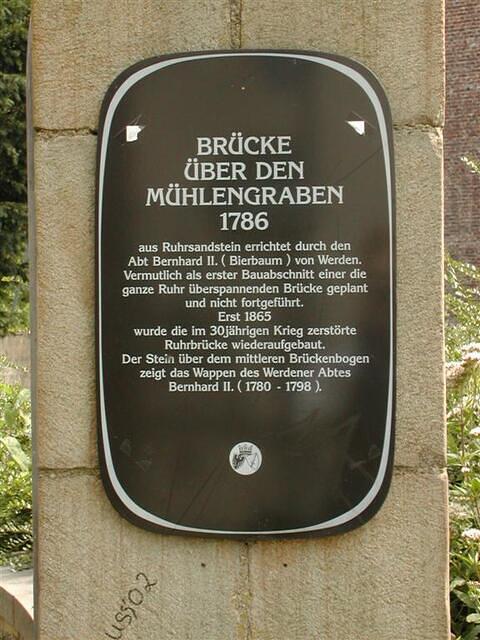 BRÜCKE
ÜBER DEN
MÜHLENGRABEN
1786
aus Ruhrsandstein errichtet durch den
Abt Bernhard II. ( Bierbaum ) von Werden.
Vermutlich als erster Bauabschnitt einer die
ganze Ruhr überspannenden Brücke geplant
und nicht fortgeführt.
Erst 1865
wurde die im 30jährigen Krieg zerstörte
Ruhrbrücke wiederaufgebaut.
Der Stein über dem mittleren Brückenbogen
zeigt das Wappen des Werdener Abtes
Bernhard II. ( 1780 - 1798 ).